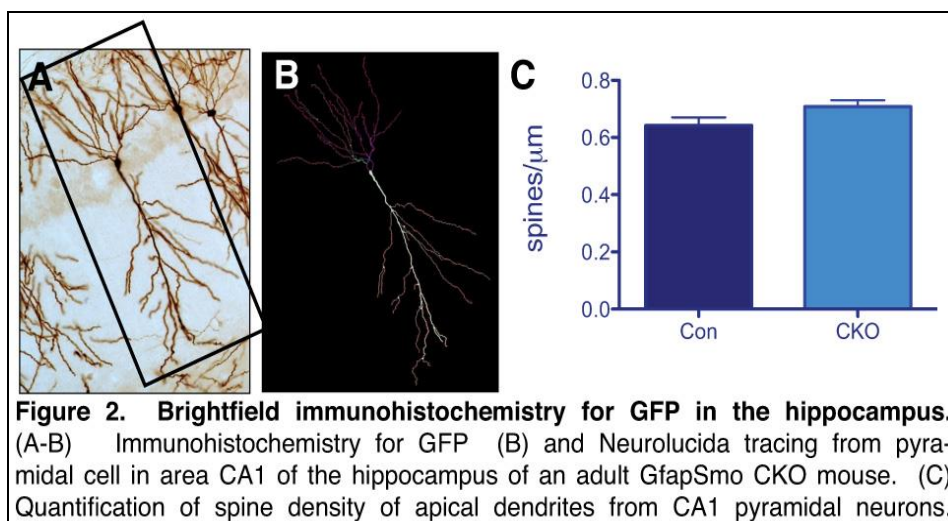 A
B
C
0.8
0.6
0.4
0.2
0.0
spines/μm
Con
CKO
Figure 2. Brightfield immunohistochemistry for GFP in the hippocampus.
(A-B) Immunohistochemistry for GFP (B) and Neurolucida tracing from pyra-
midal cell in area CA1 of the hippocampus of an adult GfapSmo CKO mouse. (C)
Quantification of spine density of apical dendrites from CA1 pyramidal neurons.